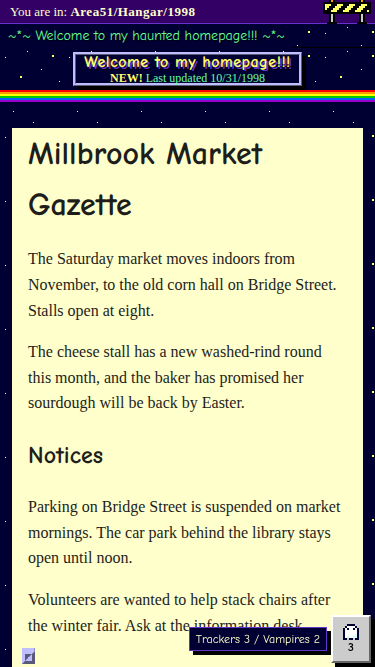 You are in: Area51/Hangar/1998
~*~ Welcome to my haunted homepage!!! ~*~
Welcome to my homepage!!!
NEW! Last updated 10/31/1998
Millbrook Market
Gazette
The Saturday market moves indoors from
November, to the old corn hall on Bridge Street.
Stalls open at eight.
The cheese stall has a new washed-rind round
this month, and the baker has promised her
sourdough will be back by Easter.
Notices
Parking on Bridge Street is suspended on market
mornings. The car park behind the library stays
open until noon.
Volunteers are wanted to help stack chairs after
the winter fair. Ask at the information desk.
Trackers 3 / Vampires 2
3